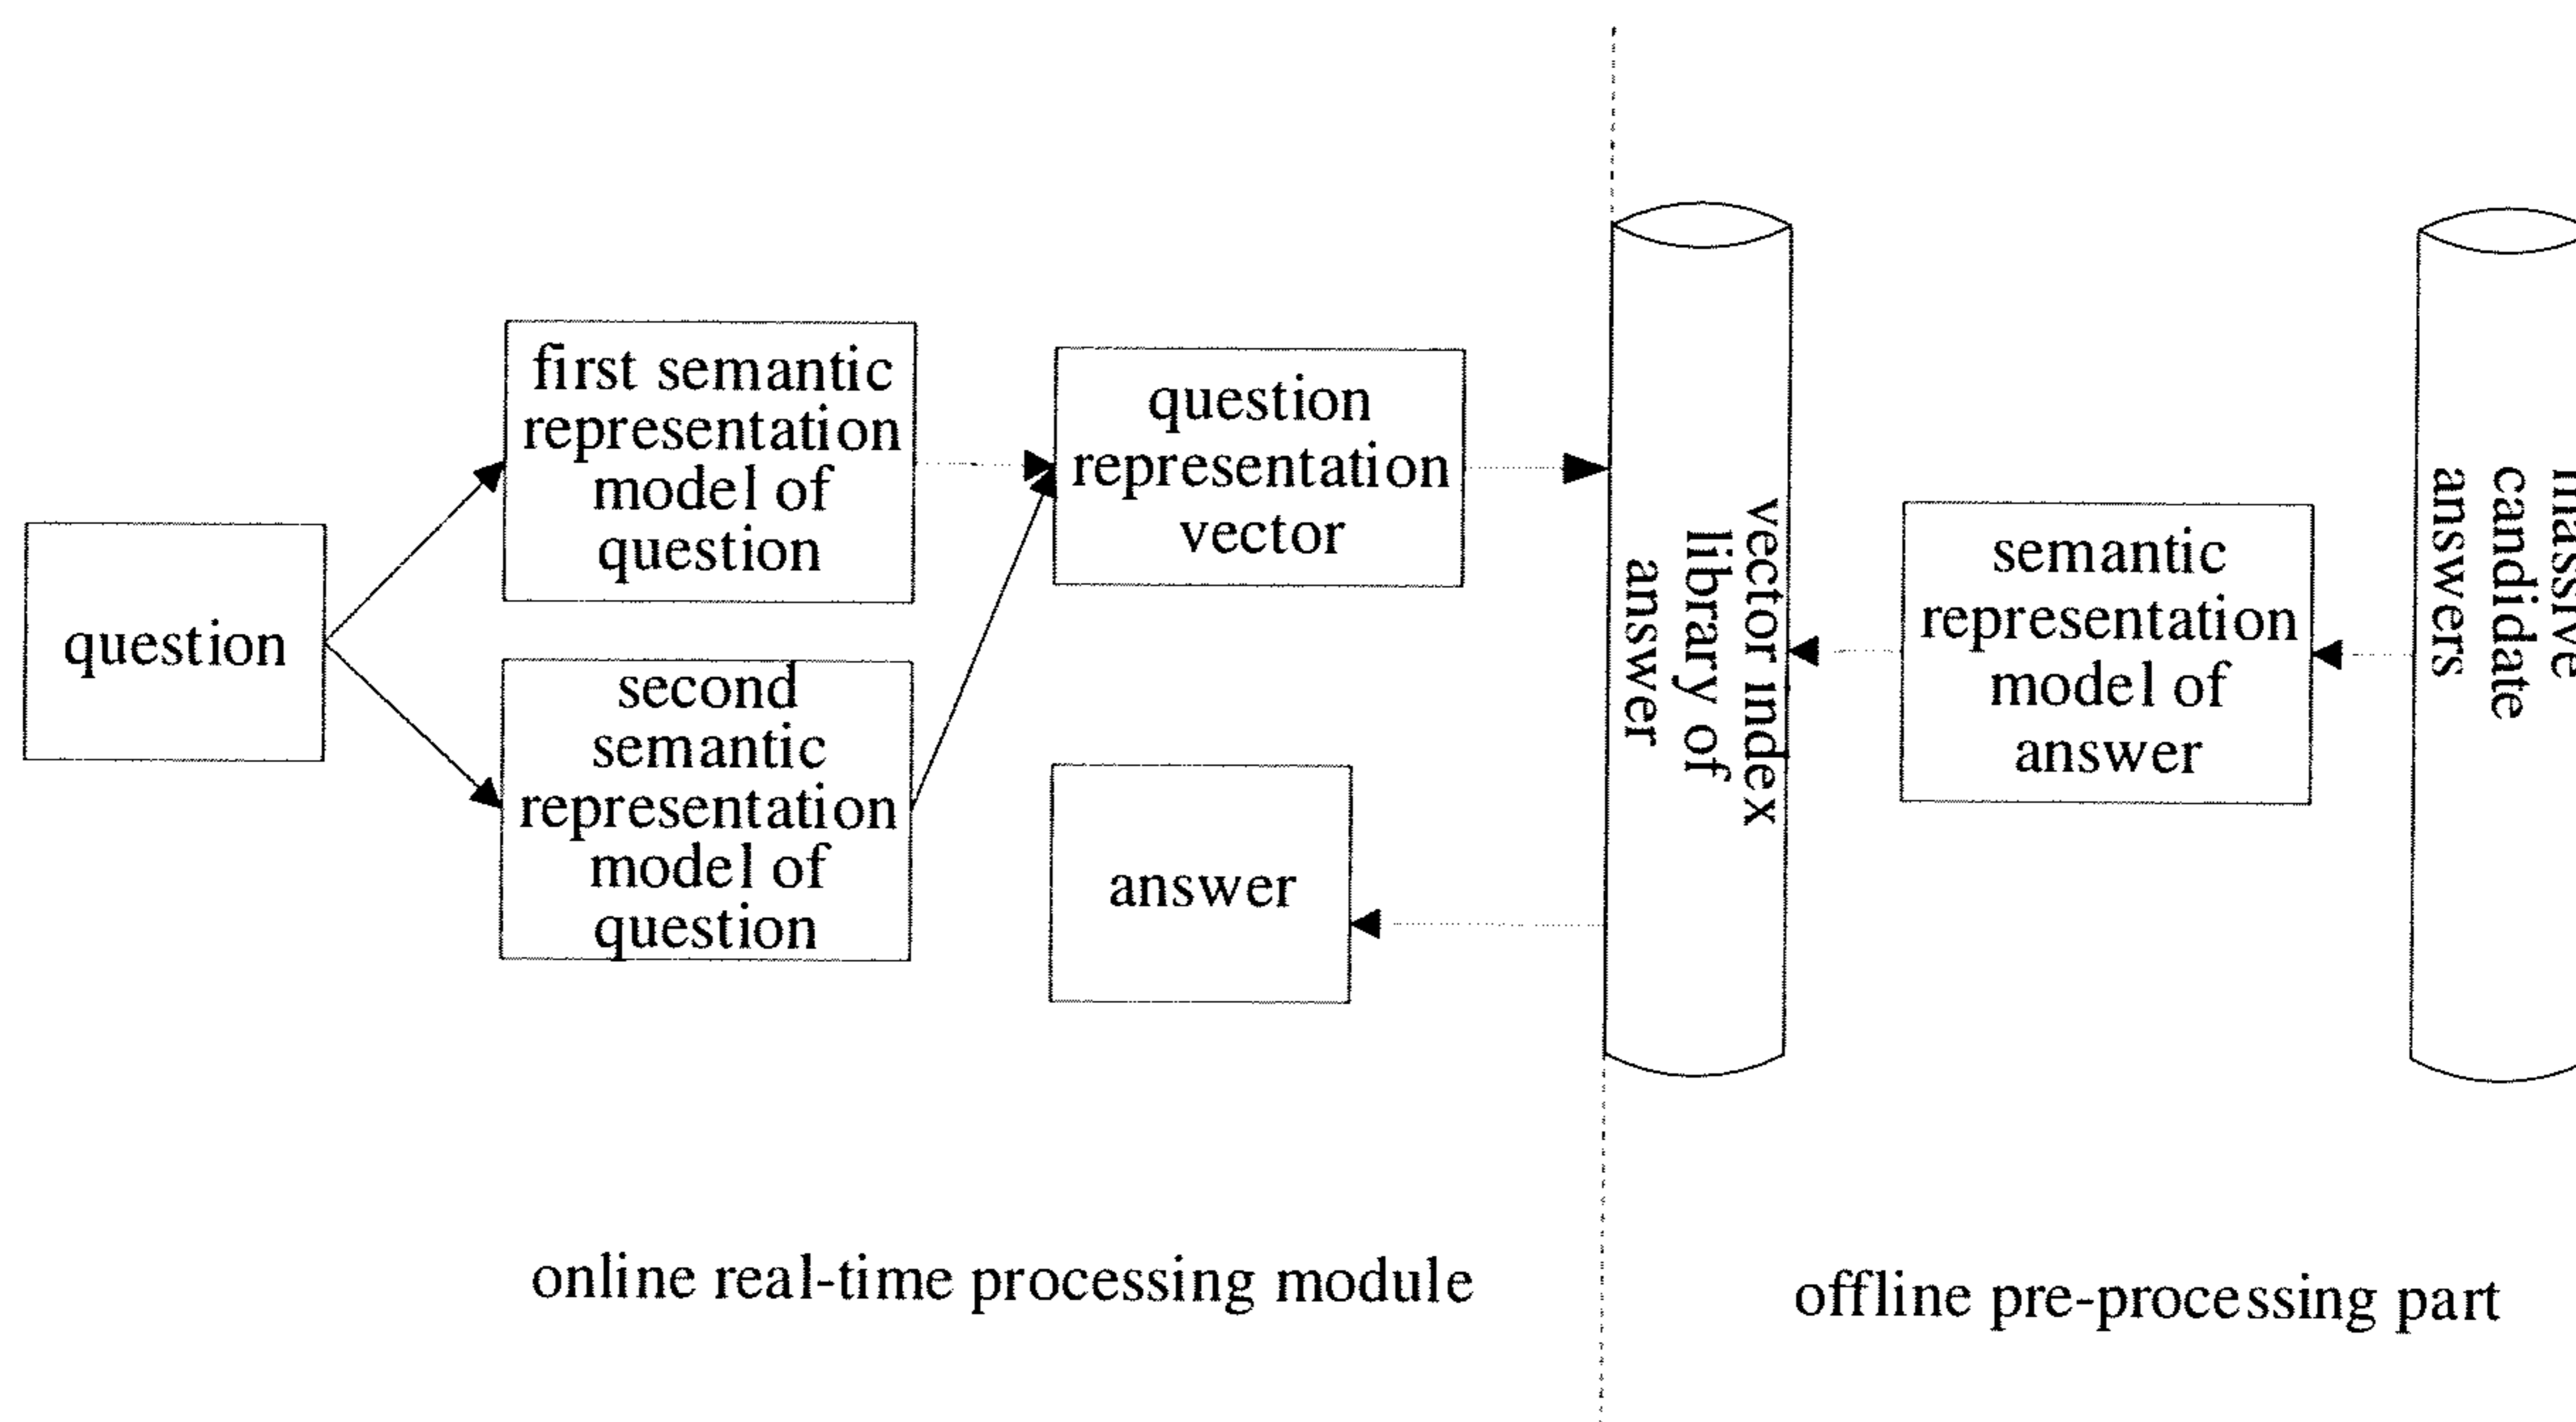 question
first semantic
representation
model of
question
second
semantic
representation
model of
question
question
representation
vector
answer
vector index
library of
answer
semantic
representation
model of
answer
massive
candidate
answers
online real-time processing module
offline pre-processing part